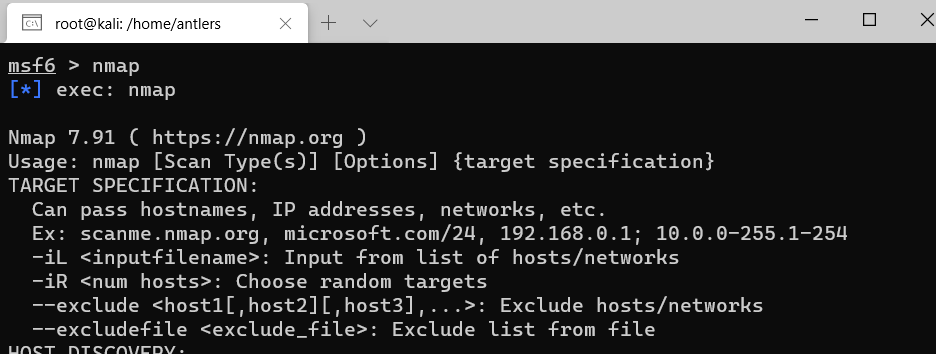 root@kali: /home/antlers
msf6 > nmap
[*] exec: nmap
Nmap 7.91 ( https://nmap.org )
Usage: nmap [Scan Type(s)] [Options] {target specification}
TARGET SPECIFICATION:
  Can pass hostnames, IP addresses, networks, etc.
  Ex: scanme.nmap.org, microsoft.com/24, 192.168.0.1; 10.0.0-255.1-254
  -iL <inputfilename>: Input from list of hosts/networks
  -iR <num hosts>: Choose random targets
  --exclude <host1[,host2][,host3],...>: Exclude hosts/networks
  --excludefile <exclude_file>: Exclude list from file
HOST DISCOVERY: